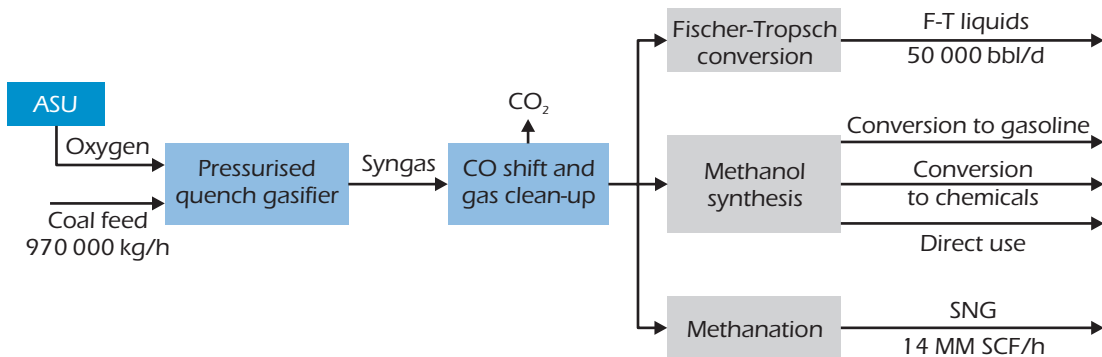 ASU
Oxygen
Coal feed
970 000 kg/h
Pressurised
quench gasifier
Syngas
CO₂
CO shift and
gas clean-up
Fischer-Tropsch
conversion
F-T liquids
50 000 bbl/d
Methanol
synthesis
Conversion to gasoline
Conversion
to chemicals
Direct use
Methanation
SNG
14 MM SCF/h